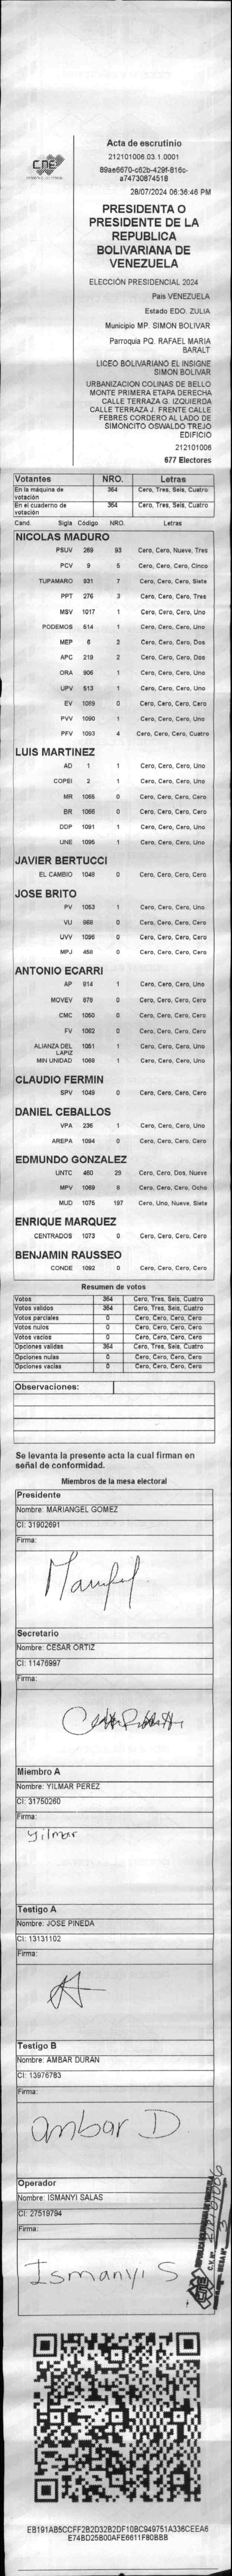 cne
Acta de escrutinio
212101006.03.1.0001
89ae6670-c62b-429f-816c-
a74730874518
28/07/2024 06:36:46 PM
PRESIDENTA O
PRESIDENTE DE LA
REPUBLICA
BOLIVARIANA DE
VENEZUELA
ELECCIÓN PRESIDENCIAL 2024
Pais VENEZUELA
Estado EDO. ZULIA
Municipio MP. SIMON BOLIVAR
Parroquia PQ. RAFAEL MARIA
BARALT
LICEO BOLIVARIANO EL INSIGNE
SIMON BOLIVAR
URBANIZACION COLINAS DE BELLO
MONTE PRIMERA ETAPA DERECHA
CALLE TERRAZA G. IZQUIERDA
CALLE TERRAZA J. FRENTE CALLE
FEBRES CORDERO AL LADO DE
SIMONCITO OSWALDO TREJO
EDIFICIO
212101006
677 Electores
Votantes NRO. Letras
En la máquina de votación 364 Cero, Tres, Seis, Cuatro
En el cuaderno de votación 364 Cero, Tres, Seis, Cuatro
Cand. Sigla Código NRO. Letras
NICOLAS MADURO
PSUV 269 93 Cero, Cero, Nueve, Tres
PCV 9 5 Cero, Cero, Cero, Cinco
TUPAMARO 931 7 Cero, Cero, Cero, Siete
PPT 276 3 Cero, Cero, Cero, Tres
MSV 1017 1 Cero, Cero, Cero, Uno
PODEMOS 514 1 Cero, Cero, Cero, Uno
MEP 6 2 Cero, Cero, Cero, Dos
APC 219 2 Cero, Cero, Cero, Dos
ORA 906 1 Cero, Cero, Cero, Uno
UPV 513 1 Cero, Cero, Cero, Uno
EV 1089 0 Cero, Cero, Cero, Cero
PVV 1090 1 Cero, Cero, Cero, Uno
PFV 1093 4 Cero, Cero, Cero, Cuatro
LUIS MARTINEZ
AD 1 1 Cero, Cero, Cero, Uno
COPEI 2 1 Cero, Cero, Cero, Uno
MR 1065 0 Cero, Cero, Cero, Cero
BR 1066 0 Cero, Cero, Cero, Cero
DDP 1091 1 Cero, Cero, Cero, Uno
UNE 1095 1 Cero, Cero, Cero, Uno
JAVIER BERTUCCI
EL CAMBIO 1048 0 Cero, Cero, Cero, Cero
JOSE BRITO
PV 1053 1 Cero, Cero, Cero, Uno
VU 868 0 Cero, Cero, Cero, Cero
UVV 1096 0 Cero, Cero, Cero, Cero
MPJ 458 0 Cero, Cero, Cero, Cero
ANTONIO ECARRI
AP 914 1 Cero, Cero, Cero, Uno
MOVEV 879 0 Cero, Cero, Cero, Cero
CMC 1050 0 Cero, Cero, Cero, Cero
FV 1062 0 Cero, Cero, Cero, Cero
ALIANZA DEL LAPIZ 1051 1 Cero, Cero, Cero, Uno
MIN UNIDAD 1069 1 Cero, Cero, Cero, Uno
CLAUDIO FERMIN
SPV 1049 0 Cero, Cero, Cero, Cero
DANIEL CEBALLOS
VPA 236 1 Cero, Cero, Cero, Uno
AREPA 1094 0 Cero, Cero, Cero, Cero
EDMUNDO GONZALEZ
UNTC 460 29 Cero, Cero, Dos, Nueve
MPV 1069 8 Cero, Cero, Cero, Ocho
MUD 1075 197 Cero, Uno, Nueve, Siete
ENRIQUE MARQUEZ
CENTRADOS 1073 0 Cero, Cero, Cero, Cero
BENJAMIN RAUSSEO
CONDE 1092 0 Cero, Cero, Cero, Cero
Resumen de votos
Votos 364 Cero, Tres, Seis, Cuatro
Votos validos 364 Cero, Tres, Seis, Cuatro
Votos parciales 0 Cero, Cero, Cero, Cero
Votos nulos 0 Cero, Cero, Cero, Cero
Votos vacios 0 Cero, Cero, Cero, Cero
Opciones validas 364 Cero, Tres, Seis, Cuatro
Opciones nulas 0 Cero, Cero, Cero, Cero
Opciones vacias 0 Cero, Cero, Cero, Cero
Observaciones:
Se levanta la presente acta la cual firman en
señal de conformidad.
Miembros de la mesa electoral
Presidente
Nombre: MARIANGEL GOMEZ
CI: 31902691
Firma:
Secretario
Nombre: CESAR ORTIZ
CI: 11476997
Firma:
Miembro A
Nombre: YILMAR PEREZ
CI: 31750260
Firma:
yilmar
Testigo A
Nombre: JOSE PINEDA
CI: 13131102
Firma:
Testigo B
Nombre: AMBAR DURAN
CI: 13976783
Firma:
ambar D
Operador
Nombre: ISMANYI SALAS
CI: 27519794
Firma:
Ismanyi S
EB191AB5CCFF2B2D32B2DF10BC949751A336CEEA6
E74BD25B00AFE6611F80BBB